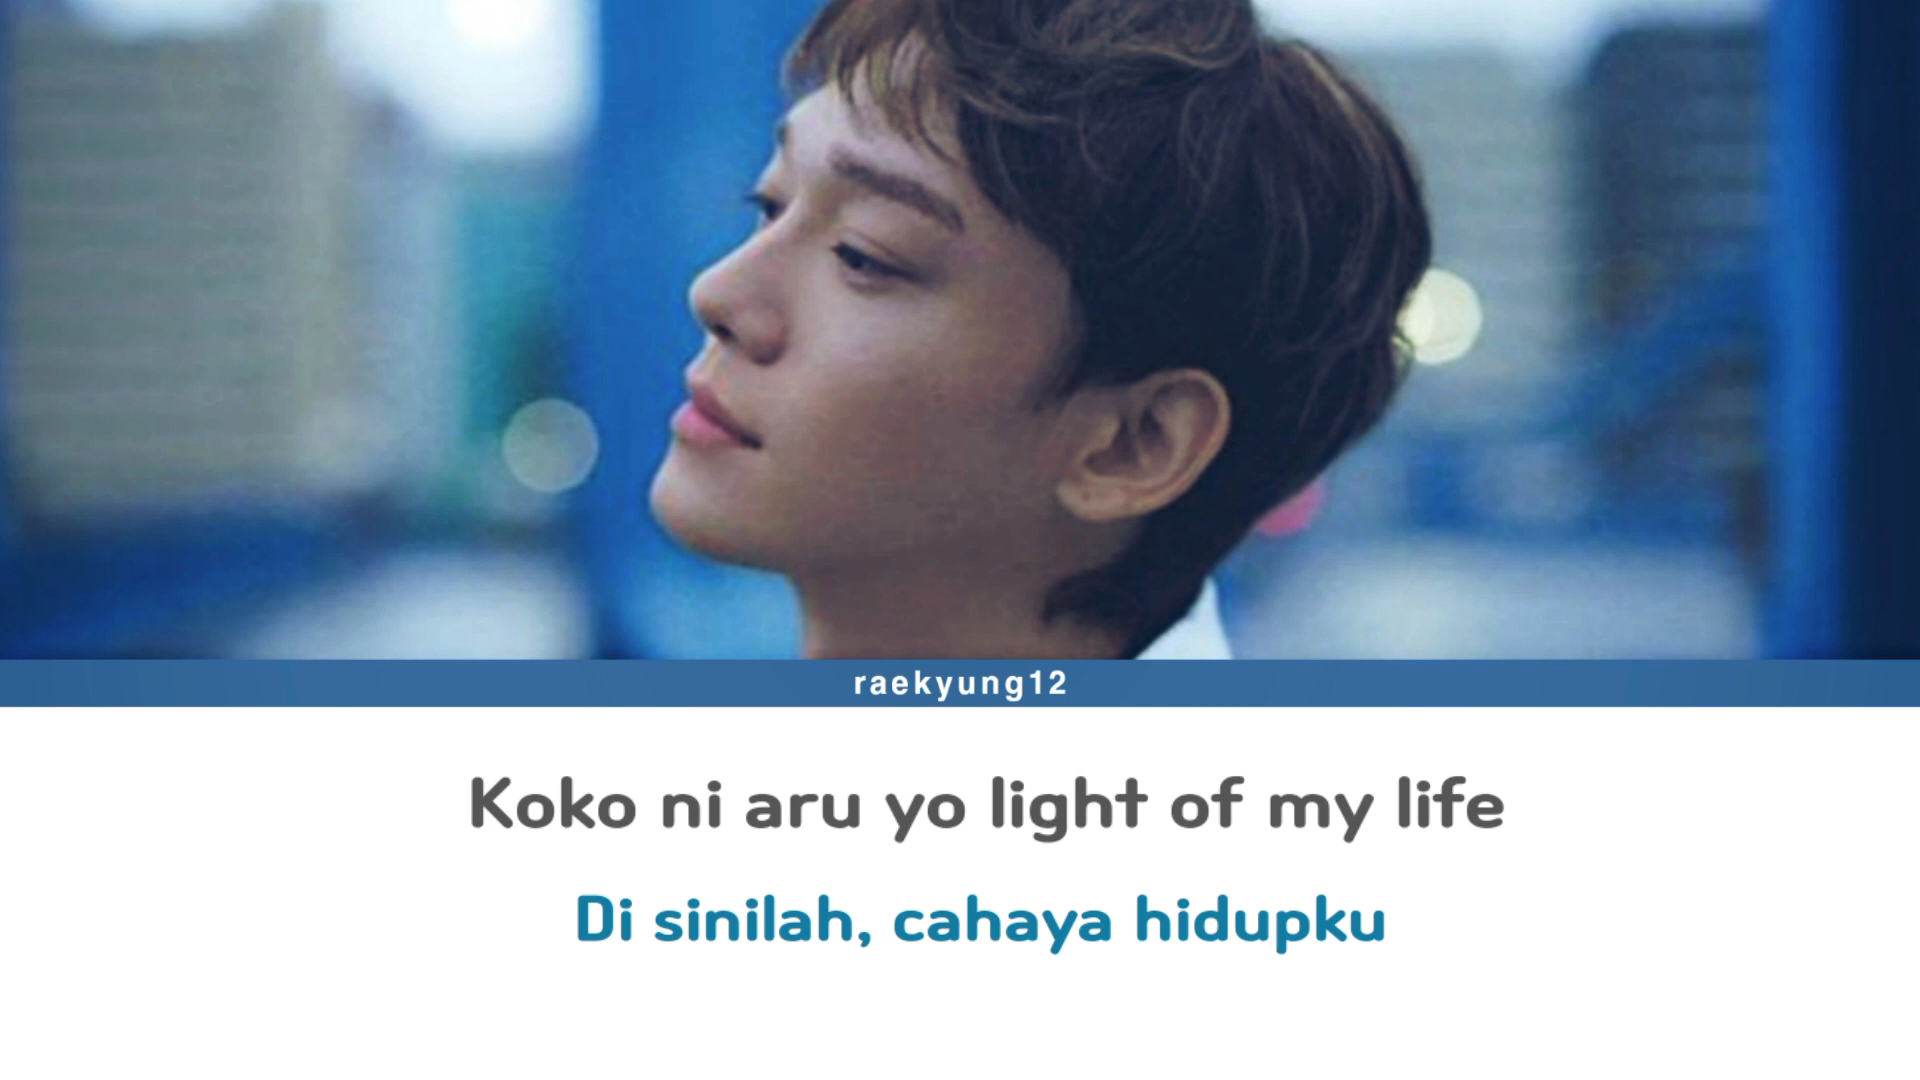 raekyung12
Koko ni aru yo light of my life
Di sinilah, cahaya hidupku